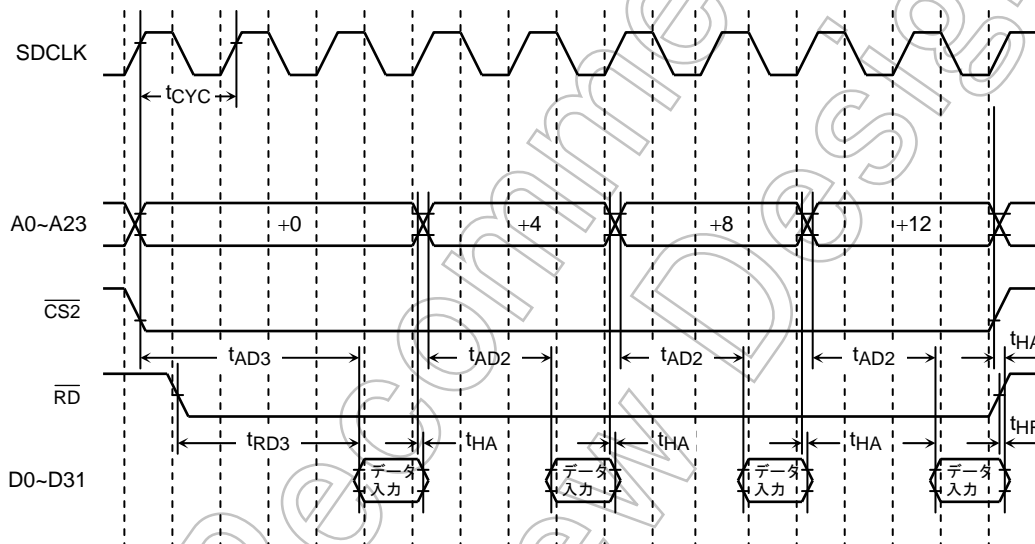 SDCLK
tCYC
A0~A23
+0
+4
+8
+12
CS2
tAD3
tAD2
tAD2
tAD2
tHA
RD
tRD3
tHA
tHA
tHA
tHR
D0~D31
データ
入力
データ
入力
データ
入力
データ
入力